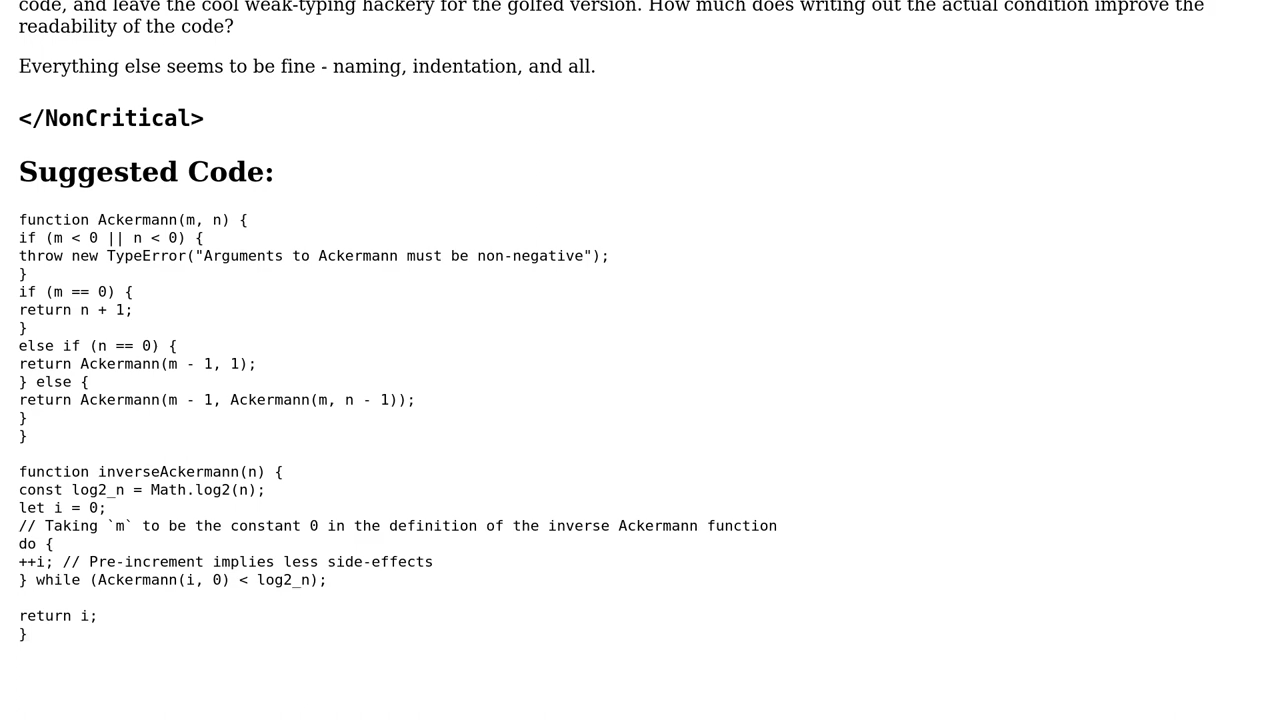 code, and leave the cool weak-typing hackery for the golfed version. How much does writing out the actual condition improve the
readability of the code?
Everything else seems to be fine - naming, indentation, and all.
</NonCritical>
Suggested Code:
function Ackermann(m, n) {
if (m < 0 || n < 0) {
throw new TypeError("Arguments to Ackermann must be non-negative");
}
if (m == 0) {
return n + 1;
}
else if (n == 0) {
return Ackermann(m - 1, 1);
} else {
return Ackermann(m - 1, Ackermann(m, n - 1));
}
}
function inverseAckermann(n) {
const log2_n = Math.log2(n);
let i = 0;
// Taking `m` to be the constant 0 in the definition of the inverse Ackermann function
do {
++i; // Pre-increment implies less side-effects
} while (Ackermann(i, 0) < log2_n);
return i;
}